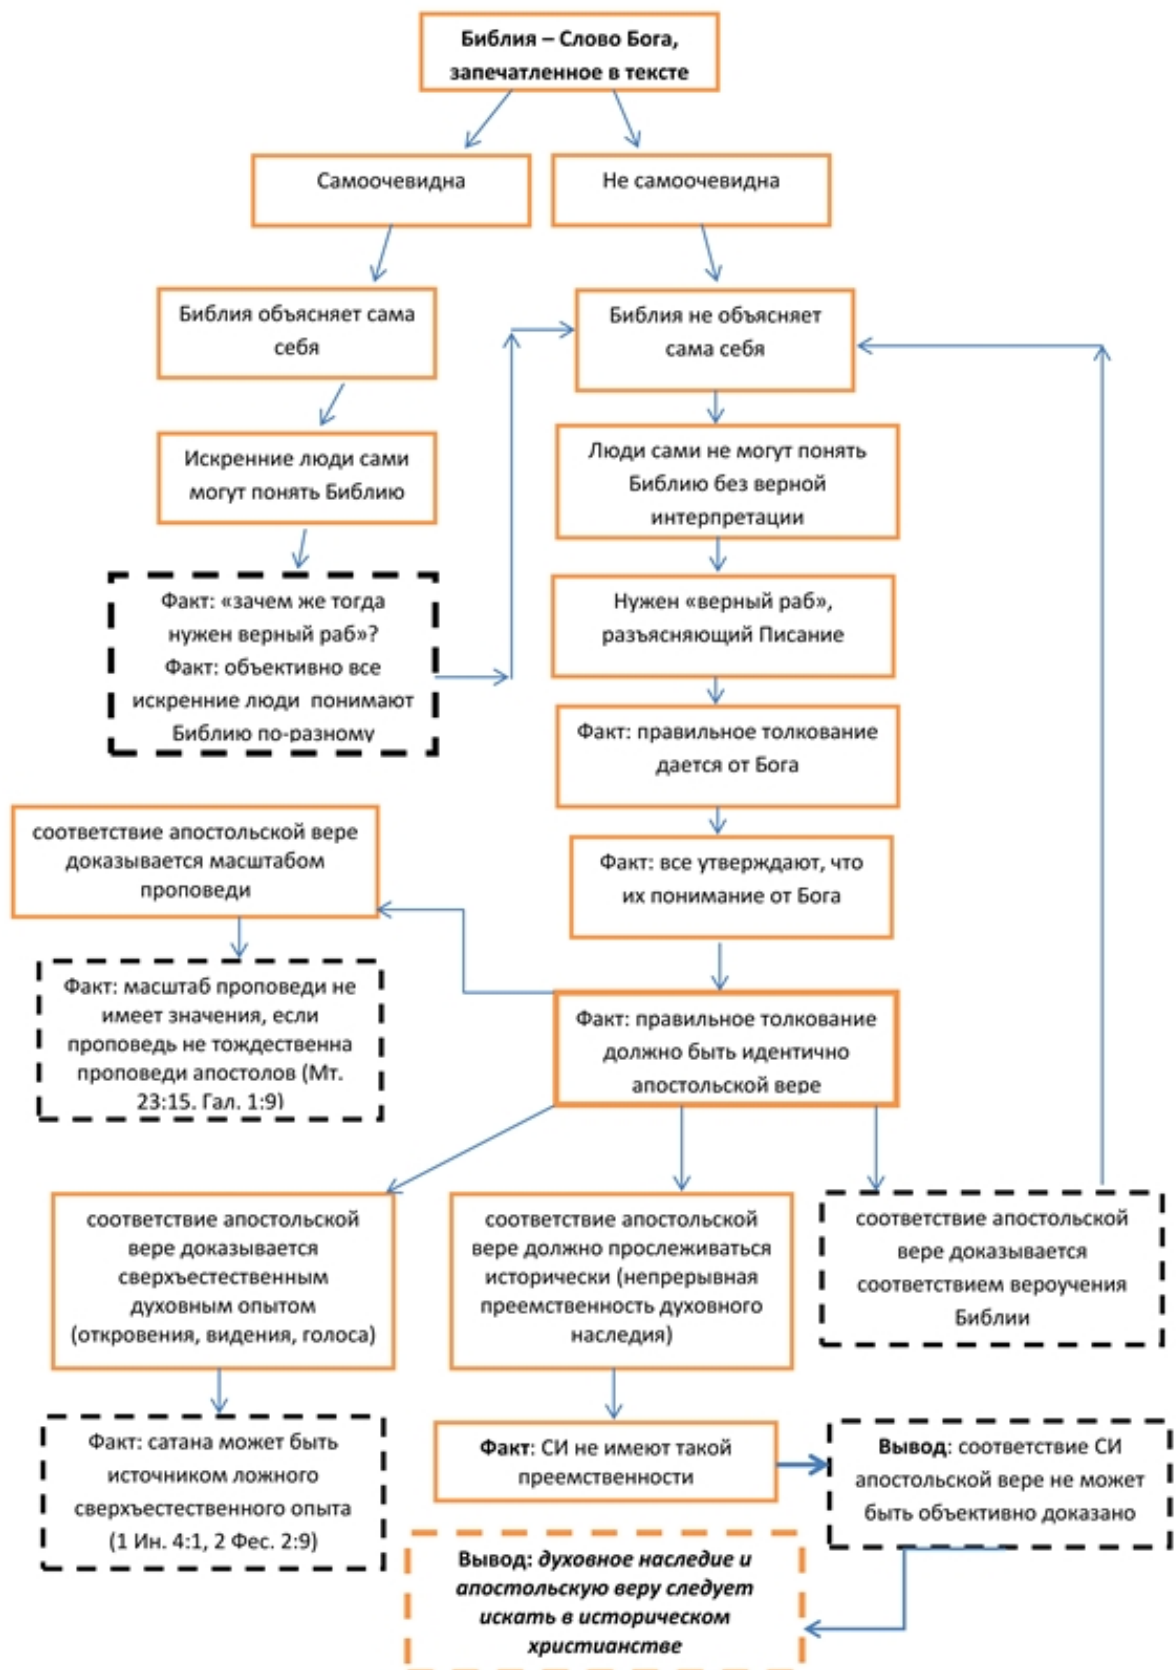 Библия – Слово Бога,
запечатленное в тексте
Самоочевидна
Не самоочевидна
Библия объясняет сама
себя
Библия не объясняет
сама себя
Искренние люди сами
могут понять Библию
Люди сами не могут понять
Библию без верной
интерпретации
Факт: «зачем же тогда
нужен верный раб»?
Факт: объективно все
искренние люди понимают
Библию по-разному
Нужен «верный раб»,
разъясняющий Писание
Факт: правильное толкование
дается от Бога
Факт: все утверждают, что
их понимание от Бога
соответствие апостольской вере
доказывается масштабом
проповеди
Факт: масштаб проповеди не
имеет значения, если
проповедь не тождественна
проповеди апостолов (Мт.
23:15. Гал. 1:9)
Факт: правильное толкование
должно быть идентично
апостольской вере
соответствие апостольской
вере доказывается
сверхъестественным
духовным опытом
(откровения, видения, голоса)
соответствие апостольской
вере должно прослеживаться
исторически (непрерывная
преемственность духовного
наследия)
соответствие апостольской
вере доказывается
соответствием вероучения
Библии
Факт: сатана может быть
источником ложного
сверхъестественного опыта
(1 Ин. 4:1, 2 Фес. 2:9)
Факт: СИ не имеют такой
преемственности
Вывод: соответствие СИ
апостольской вере не может
быть объективно доказано
Вывод: духовное наследие и
апостольскую веру следует
искать в историческом
христианстве